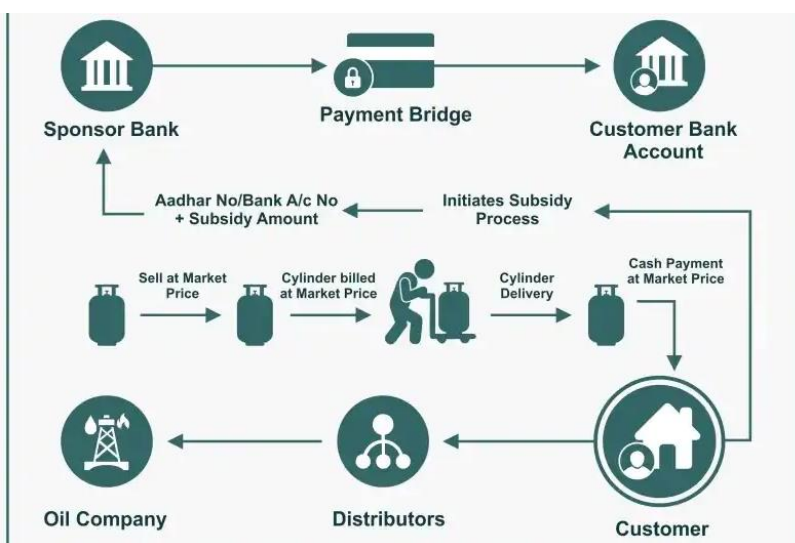 Sponsor Bank
Payment Bridge
Customer Bank
Account
Aadhar No/Bank A/c No
+ Subsidy Amount
Initiates Subsidy
Process
Sell at Market
Price
Cylinder billed
at Market Price
Cylinder
Delivery
Cash Payment
at Market Price
Oil Company
Distributors
Customer